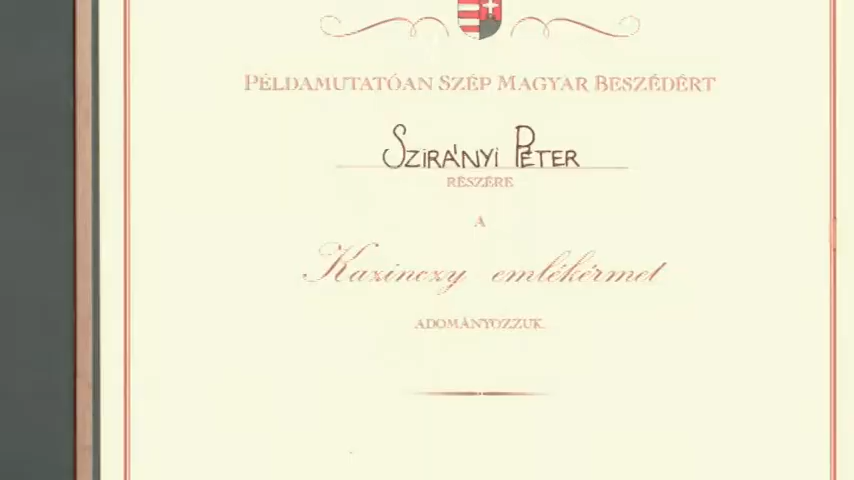 PÉLDAMUTATÓAN SZÉP MAGYAR BESZÉDÉRT
SZIRÁNYI PÉTER
RÉSZÉRE
A
Kazinczy emlékérmet
ADOMÁNYOZZUK.